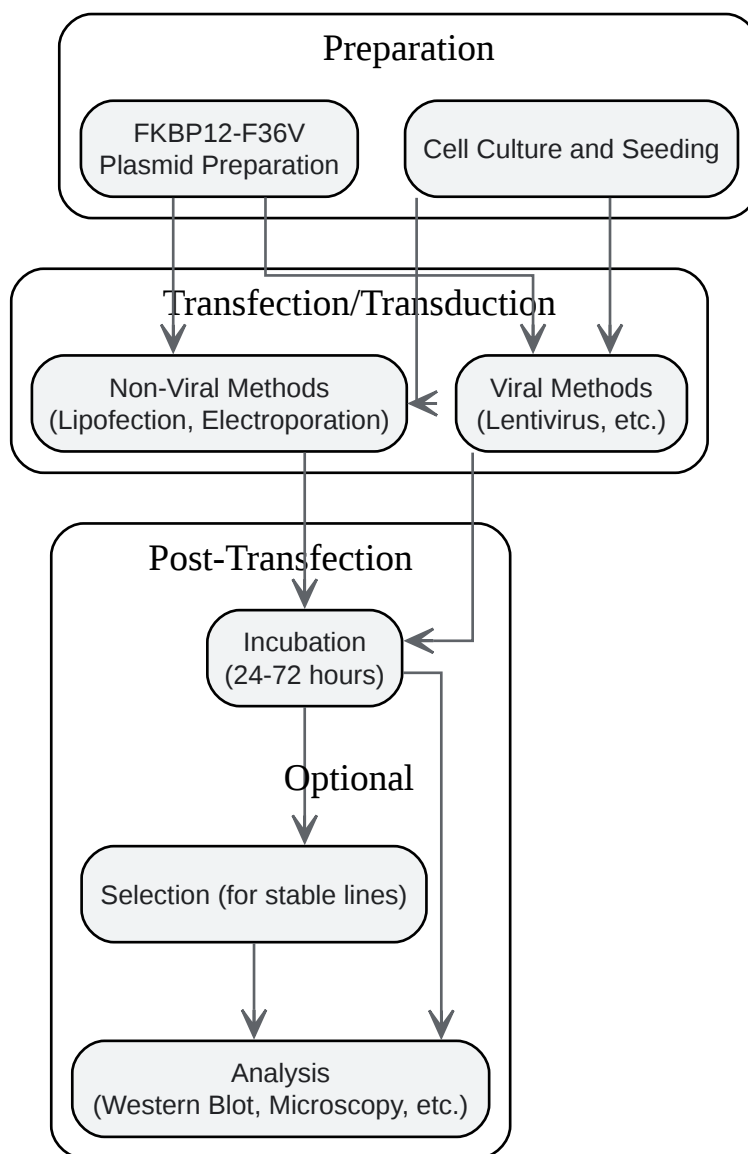 Preparation
FKBP12-F36V
Plasmid Preparation
Cell Culture and Seeding
Transfection/Transduction
Non-Viral Methods
(Lipofection, Electroporation)
Viral Methods
(Lentivirus, etc.)
Post-Transfection
Incubation
(24-72 hours)
Optional
Selection (for stable lines)
Analysis
(Western Blot, Microscopy, etc.)